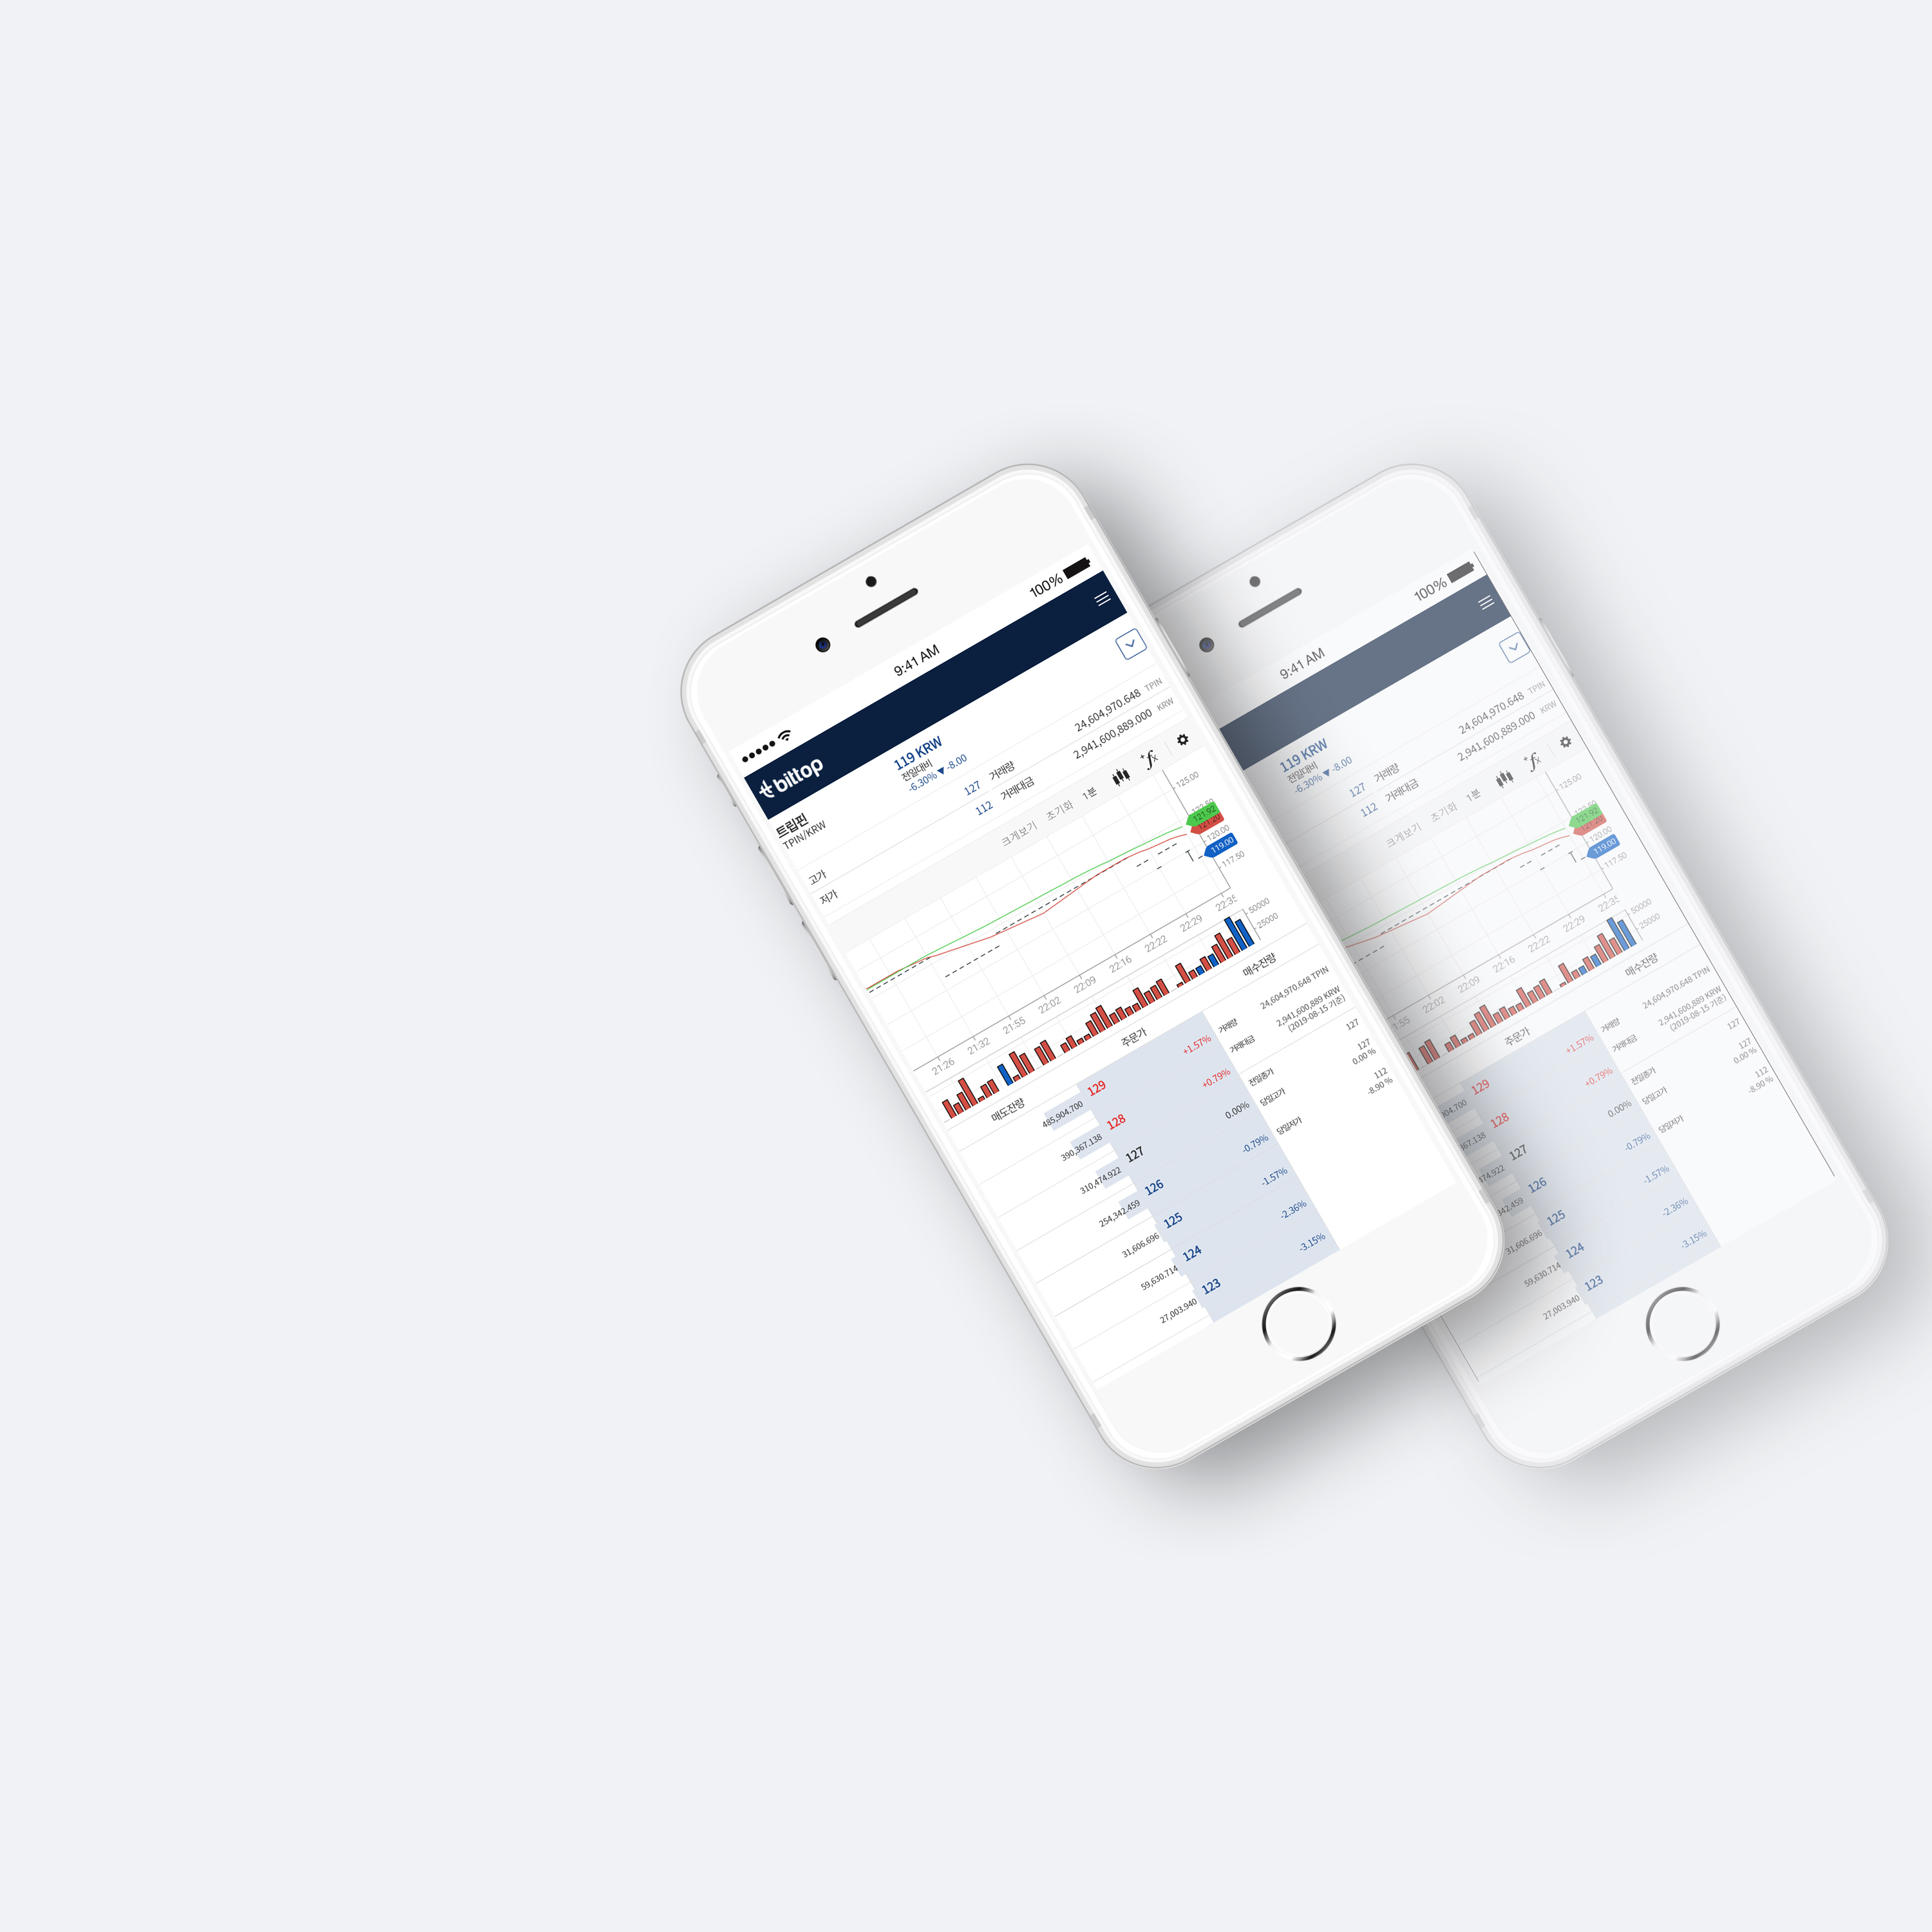 9:41 AM
100%
bittop
트립핀
TPIN/KRW
119 KRW
전일대비
-6.30% ▼ -8.00
고가
127
거래량
24,604,970.648 TPIN
저가
112
거래대금
2,941,600,889.000 KRW
크게보기
초기화
1분
+fx
125.00
121.92
120.00
119.00
117.50
21:26
21:32
21:55
22:02
22:09
22:16
22:22
22:29
22:35
50000
25000
매도잔량
주문가
매수잔량
485,904.700
129
+1.57%
390,367.138
128
+0.79%
310,474.922
127
0.00%
254,342.459
126
-0.79%
31,606.696
125
-1.57%
59,630.714
124
-2.36%
27,003.940
123
-3.15%
거래량
24,604,970.648 TPIN
거래대금
2,941,600,889 KRW
(2019-08-15 기준)
전일종가
127
당일고가
127
0.00 %
당일저가
112
-8.90 %
9:41 AM
100%
119 KRW
전일대비
-6.30% ▼ -8.00
127
거래량
24,604,970.648 TPIN
112
거래대금
2,941,600,889.000 KRW
크게보기
초기화
1분
+fx
125.00
121.92
120.00
119.00
117.50
22:02
22:09
22:16
22:22
22:29
22:35
50000
25000
주문가
매수잔량
129
+1.57%
128
+0.79%
127
0.00%
126
-0.79%
31,606.696
125
-1.57%
59,630.714
124
-2.36%
27,003.940
123
-3.15%
거래량
24,604,970.648 TPIN
거래대금
2,941,600,889 KRW
(2019-08-15 기준)
전일종가
127
당일고가
127
0.00 %
당일저가
112
-8.90 %